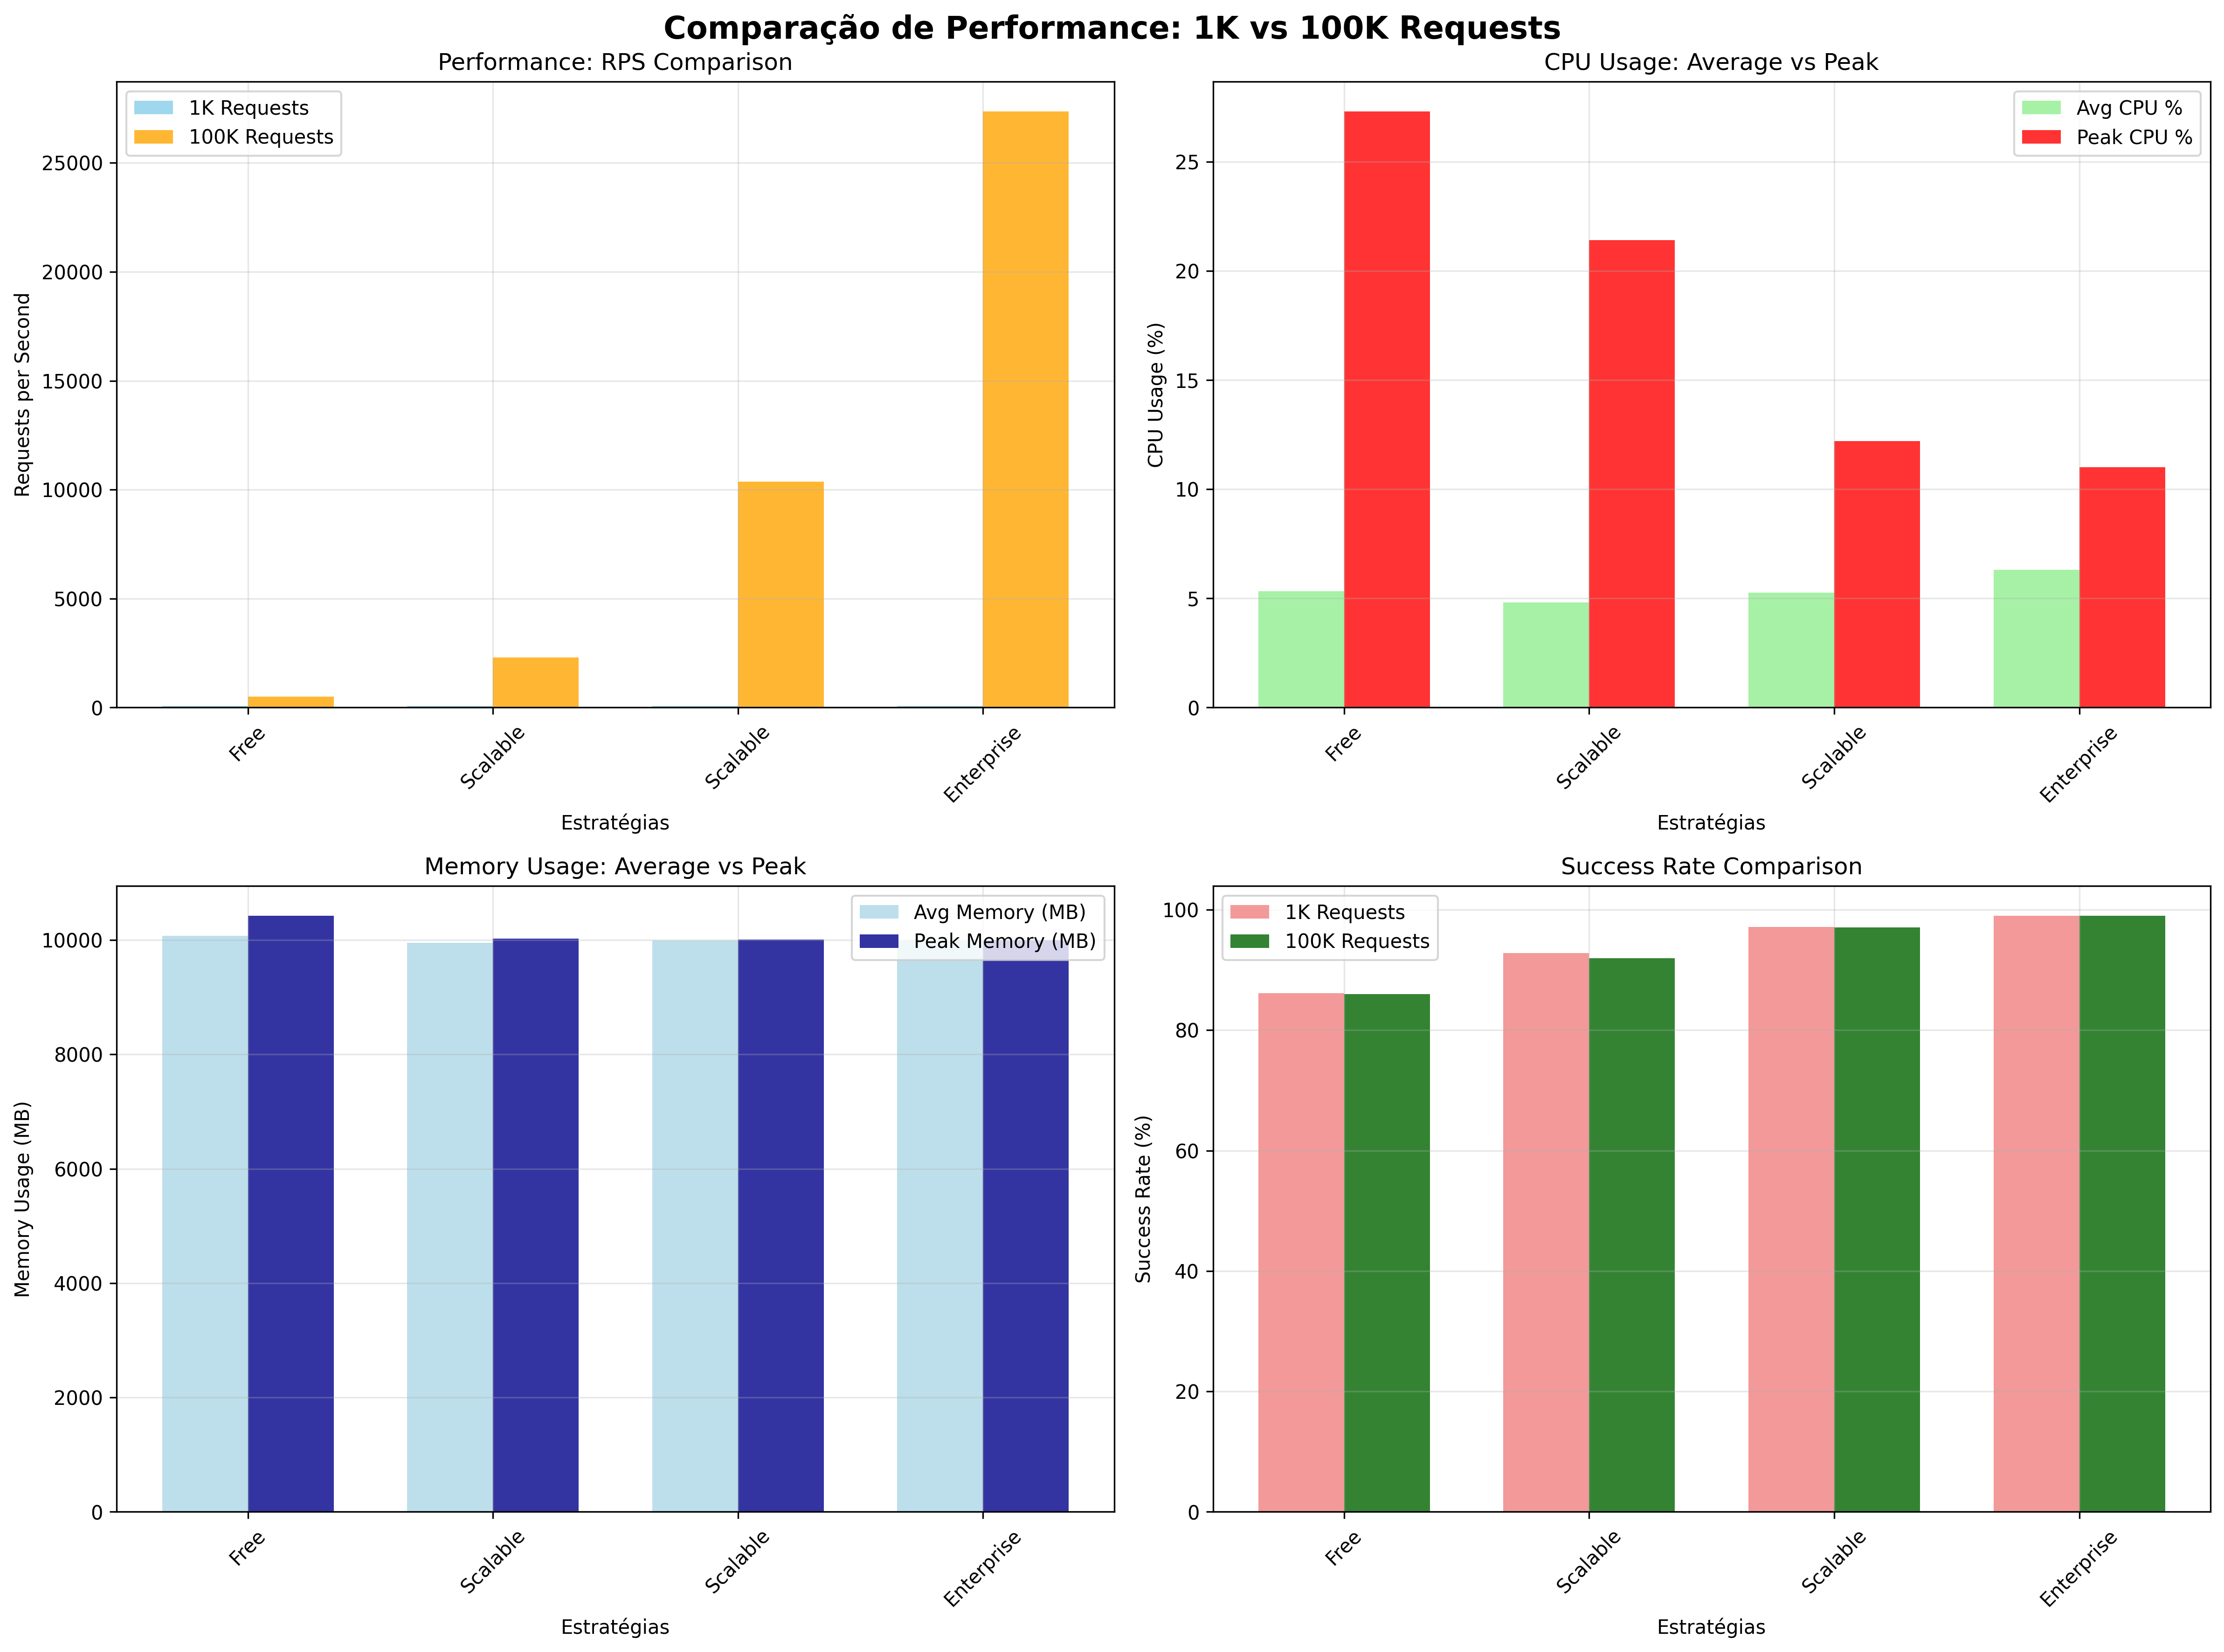 Comparação de Performance: 1K vs 100K Requests
Performance: RPS Comparison
1K Requests
100K Requests
Requests per Second
25000
20000
15000
10000
5000
0
Free
Scalable
Scalable
Enterprise
Estratégias
CPU Usage: Average vs Peak
Avg CPU %
Peak CPU %
CPU Usage (%)
25
20
15
10
5
0
Free
Scalable
Scalable
Enterprise
Estratégias
Memory Usage: Average vs Peak
Avg Memory (MB)
Peak Memory (MB)
Memory Usage (MB)
10000
8000
6000
4000
2000
0
Free
Scalable
Scalable
Enterprise
Estratégias
Success Rate Comparison
1K Requests
100K Requests
Success Rate (%)
100
80
60
40
20
0
Free
Scalable
Scalable
Enterprise
Estratégias